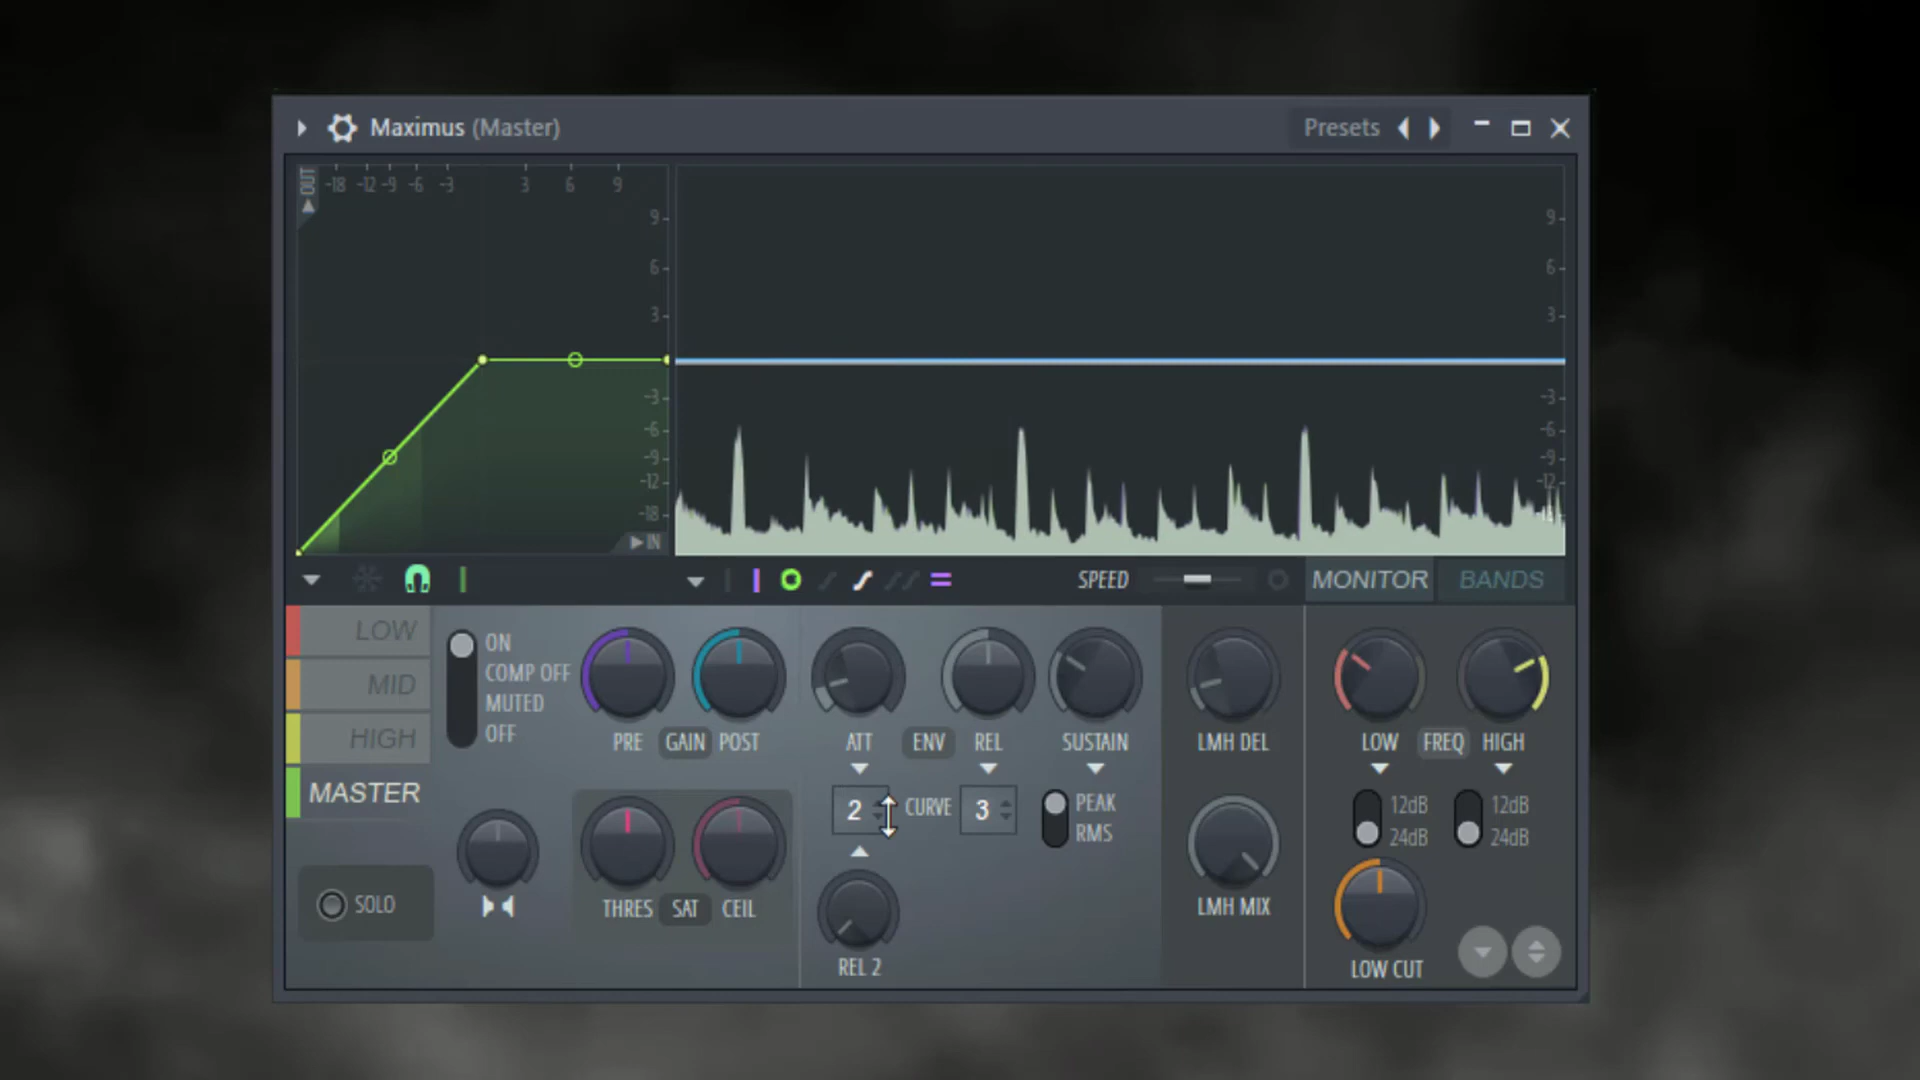 Maximus (Master)
Presets
OUT
-18 -12 -9 -6 -3 3 6 9
9
6
3
-3
-6
-9
-12
-18
IN
9
6
3
-3
-6
-9
-12
SPEED
MONITOR
BANDS
LOW
MID
HIGH
MASTER
SOLO
ON
COMP OFF
MUTED
OFF
PRE GAIN POST
THRES SAT CEIL
ATT ENV REL
SUSTAIN
2 CURVE 3
PEAK
RMS
REL 2
LMH DEL
LMH MIX
LOW FREQ HIGH
12dB
24dB
12dB
24dB
LOW CUT